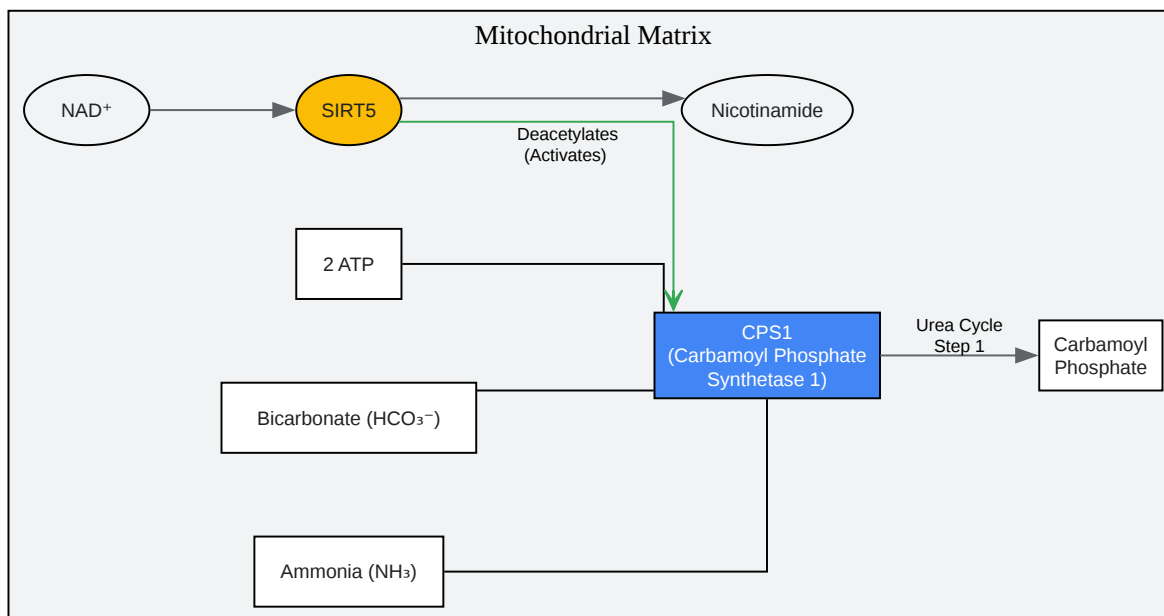 Mitochondrial Matrix
NAD⁺
SIRT5
Nicotinamide
Deacetylates
(Activates)
2 ATP
CPS1
(Carbamoyl Phosphate
Synthetase 1)
Urea Cycle
Step 1
Carbamoyl
Phosphate
Bicarbonate (HCO₃⁻)
Ammonia (NH₃)